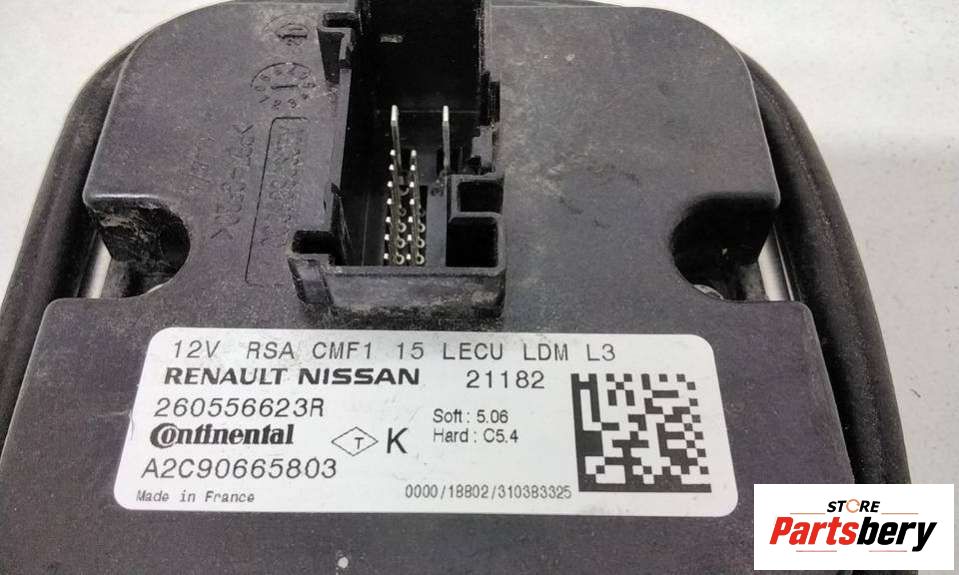 12V RSA CMF1 15 LECU LDM L3
RENAULT NISSAN 21182
260556623R
Soft : 5.06
Continental
T K
Hard : C5.4
A2C90665803
Made in France
0000/18802/310383325
STORE
Partsbery